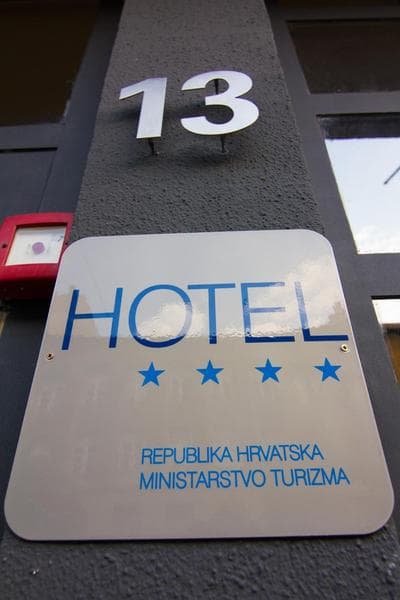 13
HOTEL
★★★★
REPUBLIKA HRVATSKA
MINISTARSTVO TURIZMA